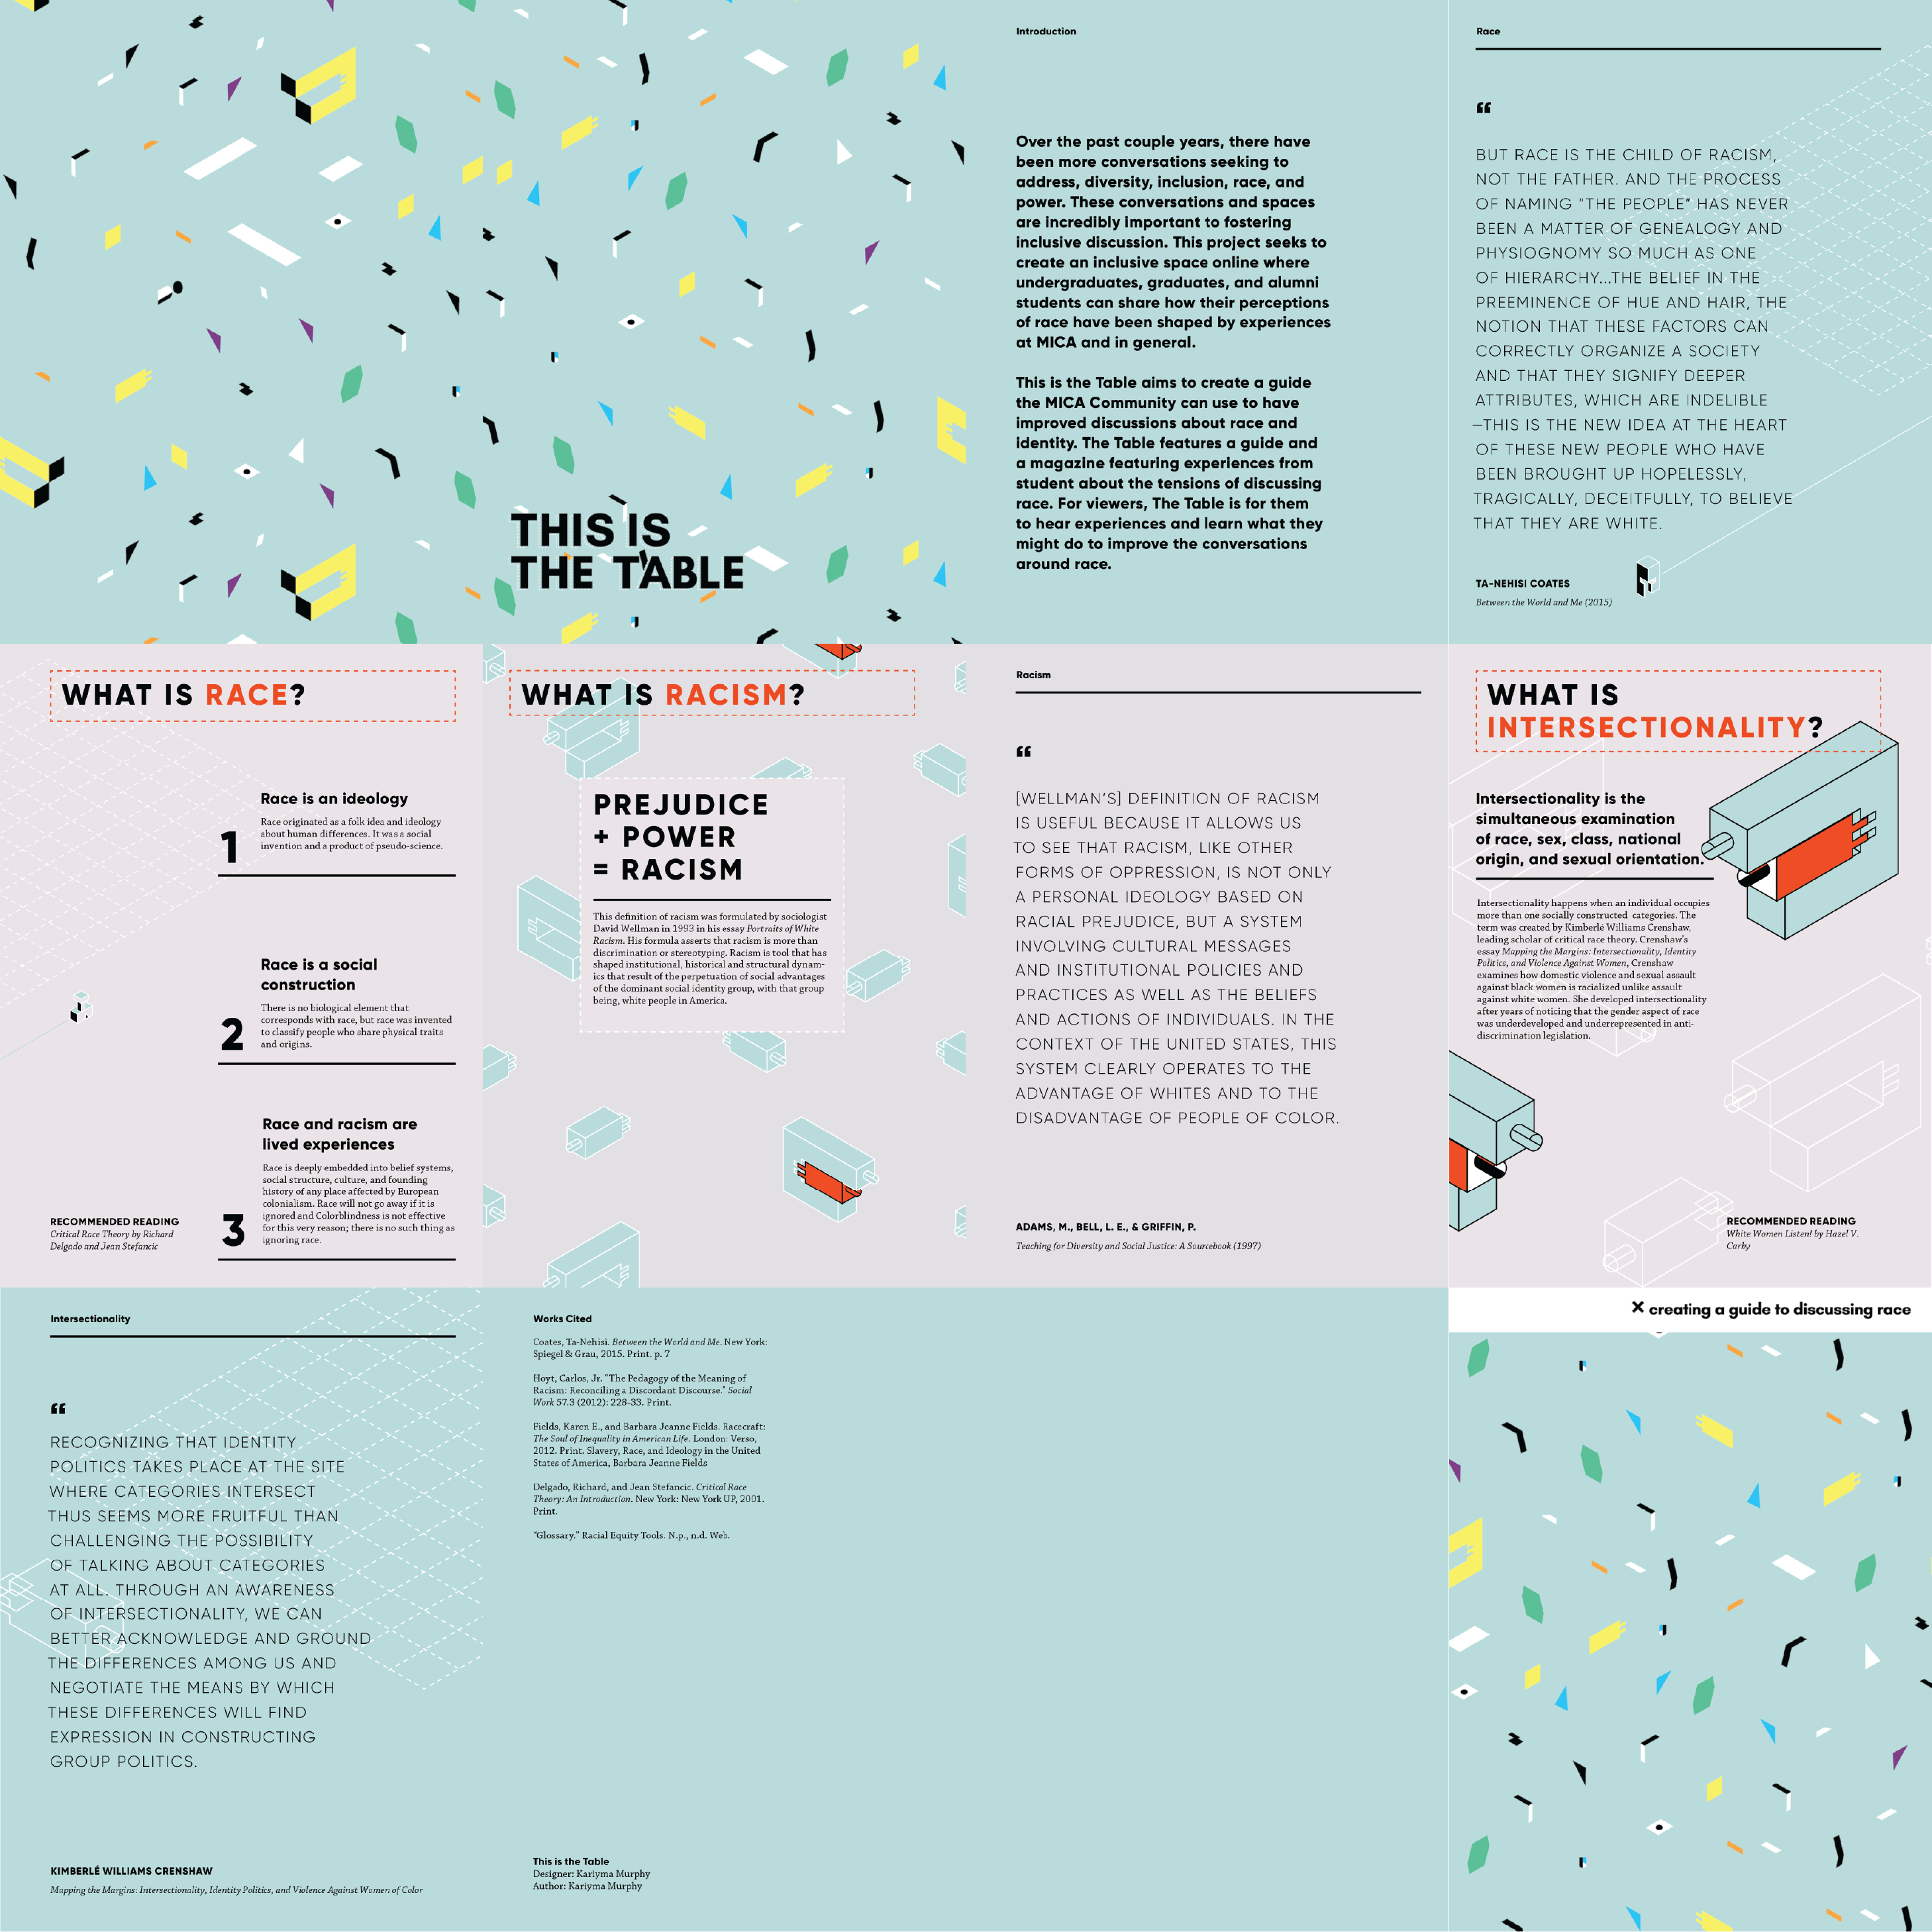 THIS IS
THE TABLE
Introduction
Over the past couple years, there have
been more conversations seeking to
address, diversity, inclusion, race, and
power. These conversations and spaces
are incredibly important to fostering
inclusive discussion. This project seeks to
create an inclusive space online where
undergraduates, graduates, and alumni
students can share how their perceptions
of race have been shaped by experiences
at MICA and in general.
This is the Table aims to create a guide
the MICA Community can use to have
improved discussions about race and
identity. The Table features a guide and
a magazine featuring experiences from
student about the tensions of discussing
race. For viewers, The Table is for them
to hear experiences and learn what they
might do to improve the conversations
around race.
Race
“
BUT RACE IS THE CHILD OF RACISM,
NOT THE FATHER. AND THE PROCESS
OF NAMING "THE PEOPLE" HAS NEVER
BEEN A MATTER OF GENEALOGY AND
PHYSIOGNOMY SO MUCH AS ONE
OF HIERARCHY...THE BELIEF IN THE
PREEMINENCE OF HUE AND HAIR, THE
NOTION THAT THESE FACTORS CAN
CORRECTLY ORGANIZE A SOCIETY
AND THAT THEY SIGNIFY DEEPER
ATTRIBUTES, WHICH ARE INDELIBLE
—THIS IS THE NEW IDEA AT THE HEART
OF THESE NEW PEOPLE WHO HAVE
BEEN BROUGHT UP HOPELESSLY,
TRAGICALLY, DECEITFULLY, TO BELIEVE
THAT THEY ARE WHITE.
TA-NEHISI COATES
Between the World and Me (2015)
WHAT IS RACE?
1
Race is an ideology
Race originated as a folk idea and ideology
about human differences. It was a social
invention and a product of pseudo-science.
2
Race is a social
construction
There is no biological element that
corresponds with race, but race was invented
to classify people who share physical traits
and origins.
3
Race and racism are
lived experiences
Race is deeply embedded into belief systems,
social structure, culture, and founding
history of any place affected by European
colonialism. Race will not go away if it is
ignored and Colorblindness is not effective
for this very reason; there is no such thing as
ignoring race.
RECOMMENDED READING
Critical Race Theory by Richard
Delgado and Jean Stefancic
WHAT IS RACISM?
PREJUDICE
+ POWER
= RACISM
This definition of racism was formulated by sociologist
David Wellman in 1993 in his essay Portraits of White
Racism. His formula asserts that racism is more than
discrimination or stereotyping. Racism is tool that has
shaped institutional, historical and structural dynam-
ics that result of the perpetuation of social advantages
of the dominant social identity group, with that group
being, white people in America.
Racism
“
[WELLMAN'S] DEFINITION OF RACISM
IS USEFUL BECAUSE IT ALLOWS US
TO SEE THAT RACISM, LIKE OTHER
FORMS OF OPPRESSION, IS NOT ONLY
A PERSONAL IDEOLOGY BASED ON
RACIAL PREJUDICE, BUT A SYSTEM
INVOLVING CULTURAL MESSAGES
AND INSTITUTIONAL POLICIES AND
PRACTICES AS WELL AS THE BELIEFS
AND ACTIONS OF INDIVIDUALS. IN THE
CONTEXT OF THE UNITED STATES, THIS
SYSTEM CLEARLY OPERATES TO THE
ADVANTAGE OF WHITES AND TO THE
DISADVANTAGE OF PEOPLE OF COLOR.
ADAMS, M., BELL, L. E., & GRIFFIN, P.
Teaching for Diversity and Social Justice: A Sourcebook (1997)
WHAT IS
INTERSECTIONALITY?
Intersectionality is the
simultaneous examination
of race, sex, class, national
origin, and sexual orientation.
Intersectionality happens when an individual occupies
more than one socially constructed categories. The
term was created by Kimberlé Williams Crenshaw,
leading scholar of critical race theory. Crenshaw's
essay Mapping the Margins: Intersectionality, Identity
Politics, and Violence Against Women, Crenshaw
examines how domestic violence and sexual assault
against black women is racialized unlike assault
against white women. She developed intersectionality
after years of noticing that the gender aspect of race
was underdeveloped and underrepresented in anti-
discrimination legislation.
RECOMMENDED READING
White Women Listen! by Hazel V.
Carby
Intersectionality
“
RECOGNIZING THAT IDENTITY
POLITICS TAKES PLACE AT THE SITE
WHERE CATEGORIES INTERSECT
THUS SEEMS MORE FRUITFUL THAN
CHALLENGING THE POSSIBILITY
OF TALKING ABOUT CATEGORIES
AT ALL. THROUGH AN AWARENESS
OF INTERSECTIONALITY, WE CAN
BETTER ACKNOWLEDGE AND GROUND
THE DIFFERENCES AMONG US AND
NEGOTIATE THE MEANS BY WHICH
THESE DIFFERENCES WILL FIND
EXPRESSION IN CONSTRUCTING
GROUP POLITICS.
KIMBERLÉ WILLIAMS CRENSHAW
Mapping the Margins: Intersectionality, Identity Politics, and Violence Against Women of Color
Works Cited
Coates, Ta-Nehisi. Between the World and Me. New York:
Spiegel & Grau, 2015. Print. p. 7
Hoyt, Carlos, Jr. "The Pedagogy of the Meaning of
Racism: Reconciling a Discordant Discourse." Social
Work 57.3 (2012): 228-33. Print.
Fields, Karen E., and Barbara Jeanne Fields. Racecraft:
The Soul of Inequality in American Life. London: Verso,
2012. Print. Slavery, Race, and Ideology in the United
States of America, Barbara Jeanne Fields
Delgado, Richard, and Jean Stefancic. Critical Race
Theory: An Introduction. New York: New York UP, 2001.
Print.
"Glossary." Racial Equity Tools. N.p., n.d. Web.
This is the Table
Designer: Kariyma Murphy
Author: Kariyma Murphy
× creating a guide to discussing race